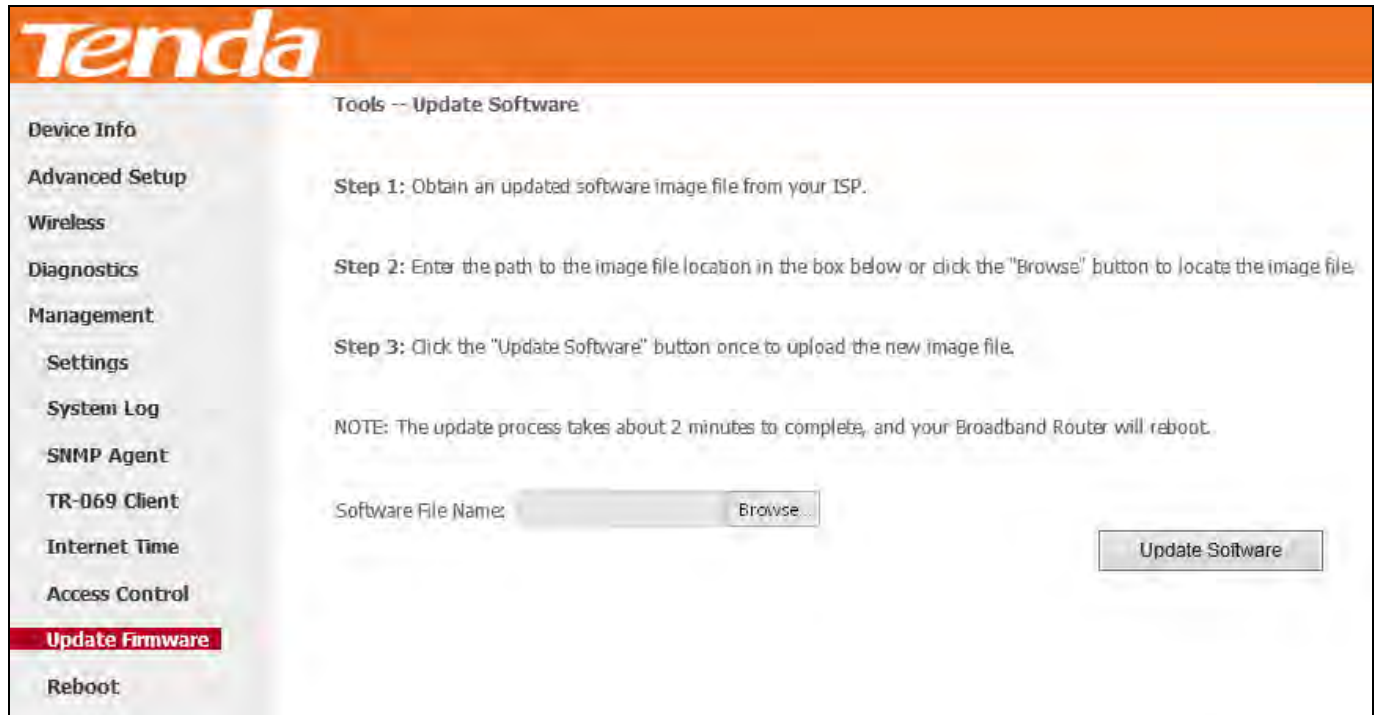 Tenda
Tools -- Update Software
Device Info
Advanced Setup
Wireless
Diagnostics
Management
Settings
System Log
SNMP Agent
TR-069 Client
Internet Time
Access Control
Update Firmware
Reboot
Step 1: Obtain an updated software image file from your ISP.
Step 2: Enter the path to the image file location in the box below or click the "Browse" button to locate the image file.
Step 3: Click the "Update Software" button once to upload the new image file.
NOTE: The update process takes about 2 minutes to complete, and your Broadband Router will reboot.
Software File Name: Browse...
Update Software